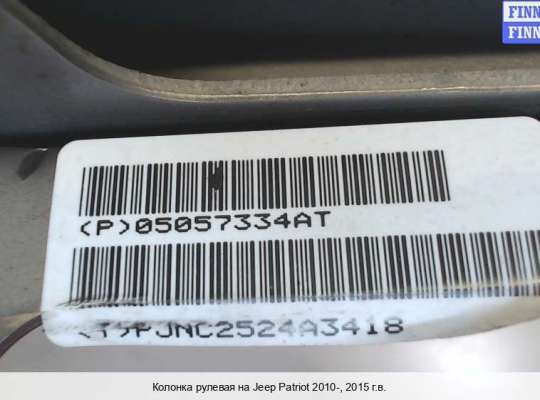 FINN
FINN
(P)05057334AT
(T)PJNC2524A3418
Колонка рулевая на Jeep Patriot 2010-, 2015 г.в.